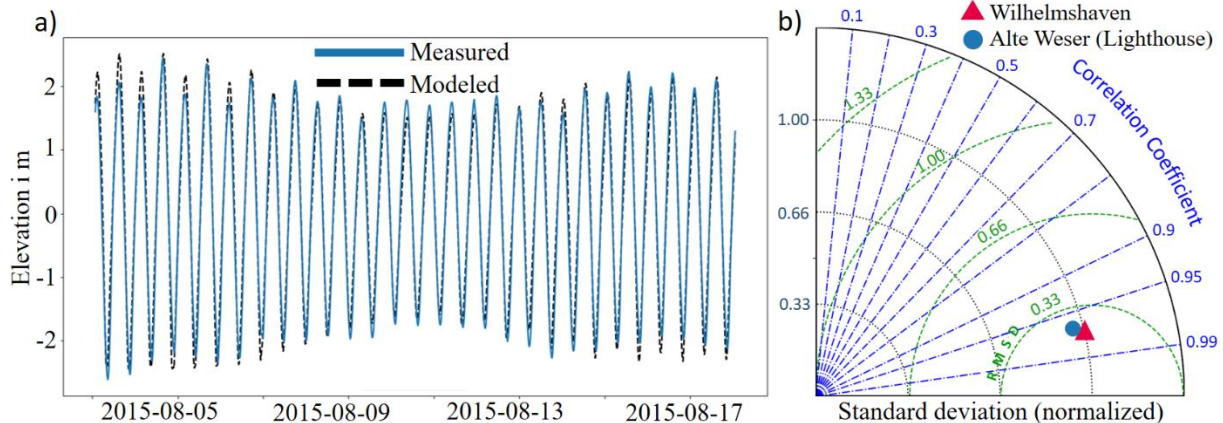 a)
Measured
Modeled
Elevation i m
2
1
0
-1
-2
2015-08-05
2015-08-09
2015-08-13
2015-08-17
b)
Wilhelmshaven
Alte Weser (Lighthouse)
Correlation Coefficient
0.1
0.3
0.5
0.7
0.9
0.95
0.99
1.33
1.00
0.66
0.33
RMSD
1.00
0.66
0.33
Standard deviation (normalized)